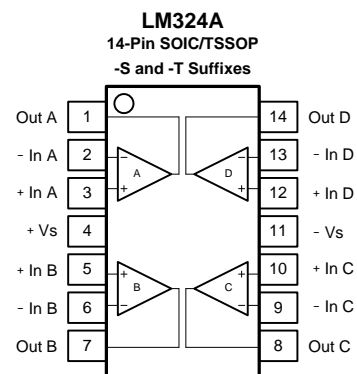 LM324A
14-Pin SOIC/TSSOP
-S and -T Suffixes
Out A 1 14 Out D
- In A 2 - - 13 - In D
A D
+ In A 3 + + 12 + In D
+ Vs 4 11 - Vs
+ In B 5 + + 10 + In C
B C
- In B 6 - - 9 - In C
Out B 7 8 Out C